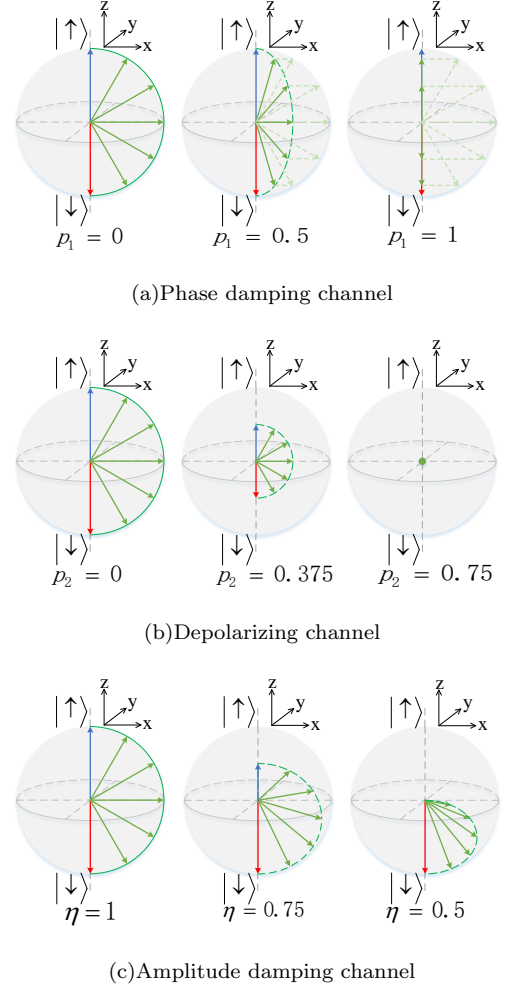 |↑⟩ z y x |↑⟩ z y x |↑⟩ z y x
|↓⟩ |↓⟩ |↓⟩
p₁ = 0 p₁ = 0.5 p₁ = 1
(a)Phase damping channel
|↑⟩ z y x |↑⟩ z y x |↑⟩ z y x
|↓⟩ |↓⟩ |↓⟩
p₂ = 0 p₂ = 0.375 p₂ = 0.75
(b)Depolarizing channel
|↑⟩ z y x |↑⟩ z y x |↑⟩ z y x
|↓⟩ |↓⟩ |↓⟩
η=1 η = 0.75 η = 0.5
(c)Amplitude damping channel